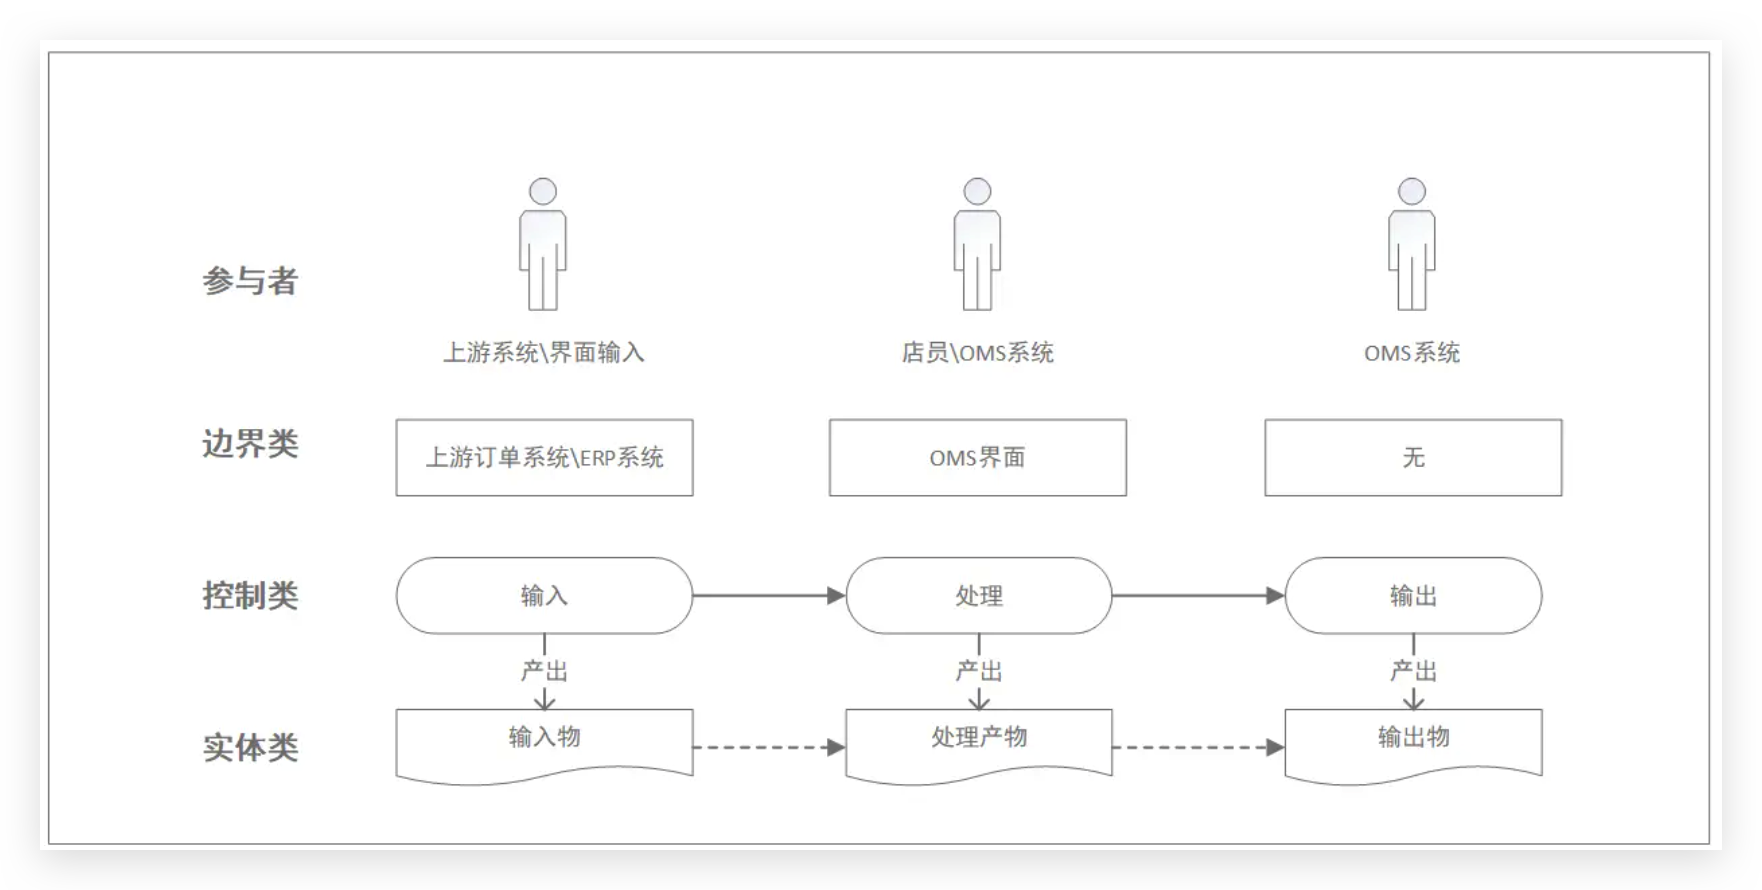 参与者
上游系统\界面输入
店员\OMS系统
OMS系统
边界类
上游订单系统\ERP系统
OMS界面
无
控制类
输入
处理
输出
产出
产出
产出
实体类
输入物
处理产物
输出物